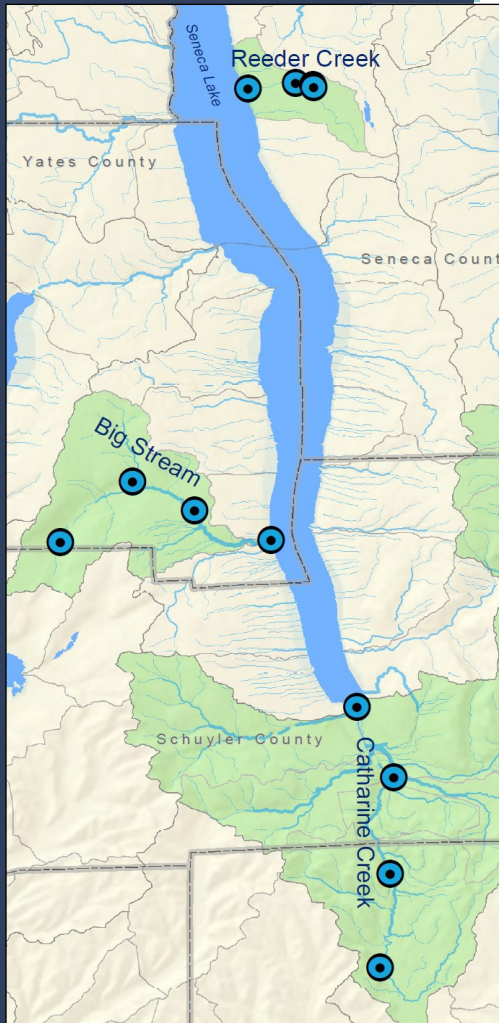 Seneca Lake
Reeder Creek
Yates County
Seneca Count
Big Stream
Schuyler County
Catharine Creek